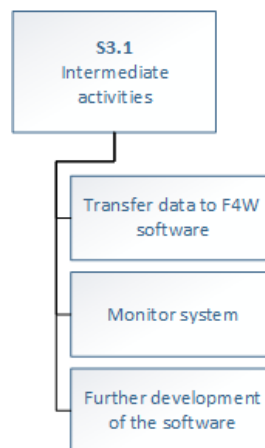 S3.1
Intermediate
activities
Transfer data to F4W
software
Monitor system
Further development
of the software